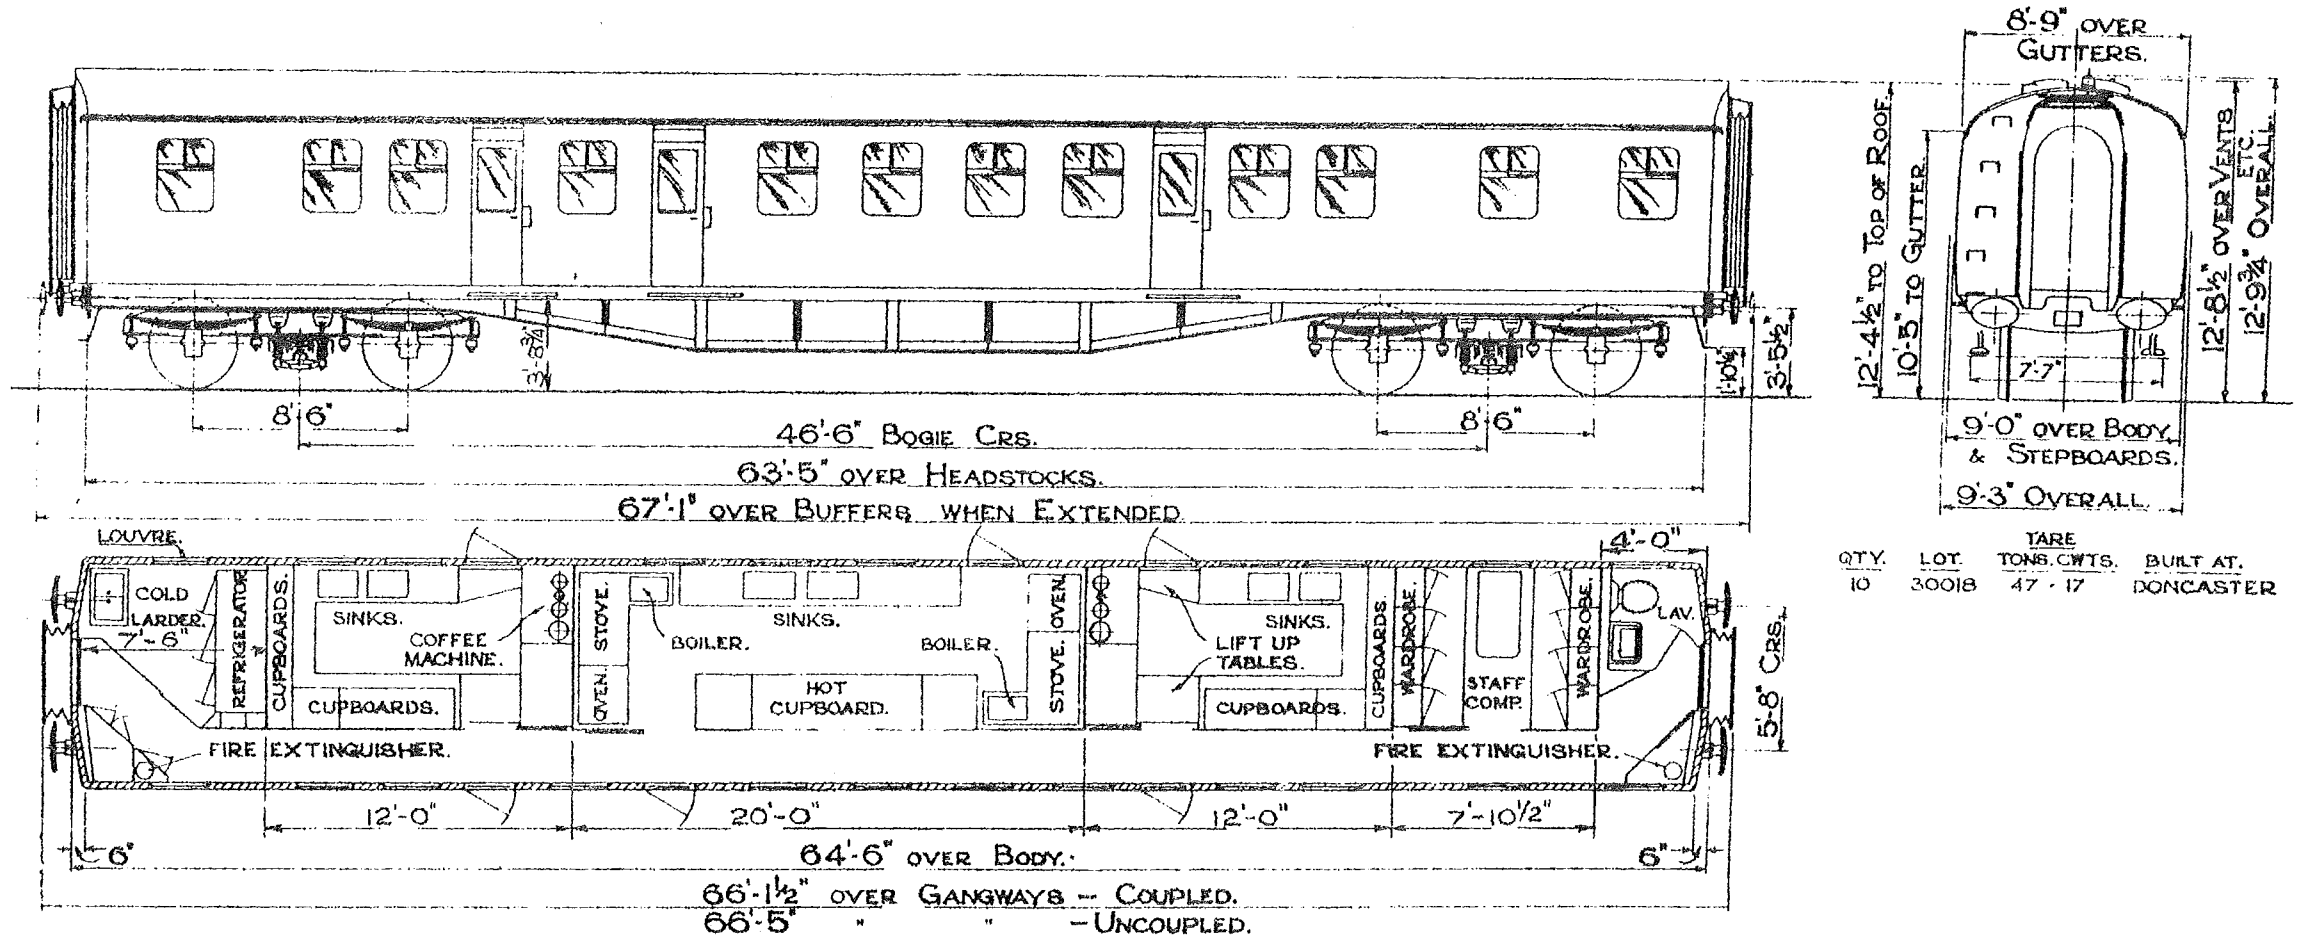 8'-9" OVER
GUTTERS.
12'-4½" TO TOP OF ROOF.
10'-5" TO GUTTER.
12'-8½" OVER VENTS
ETC.
12'-9¾" OVERALL.
3'-8¾"
1'-10½"
3'-5½"
7'-7"
8'-6"
8'-6"
46'-6" BOGIE CRS.
63'-5" OVER HEADSTOCKS.
67'-1" OVER BUFFERS WHEN EXTENDED
9'-0" OVER BODY
& STEPBOARDS.
9'-3" OVERALL.
TARE
QTY. LOT. TONS. CWTS. BUILT AT.
10 30018 47 - 17 DONCASTER
LOUVRE.
4'-0"
COLD
LARDER.
7'-6"
REFRIGERATOR
CUPBOARDS.
SINKS.
CUPBOARDS.
COFFEE
MACHINE.
STOVE.
OVEN.
BOILER.
SINKS.
HOT
CUPBOARD.
BOILER.
OVEN.
STOVE.
LIFT UP
TABLES.
SINKS.
CUPBOARDS.
CUPBOARDS.
WARDROBE.
STAFF
COMP.
WARDROBE.
LAV.
5'-8" CRS.
FIRE EXTINGUISHER.
FIRE EXTINGUISHER.
12'-0"
20'-0"
12'-0"
7'-10½"
6"
64'-6" OVER BODY.
6"
66'-1½" OVER GANGWAYS - COUPLED.
66'-5" " " - UNCOUPLED.